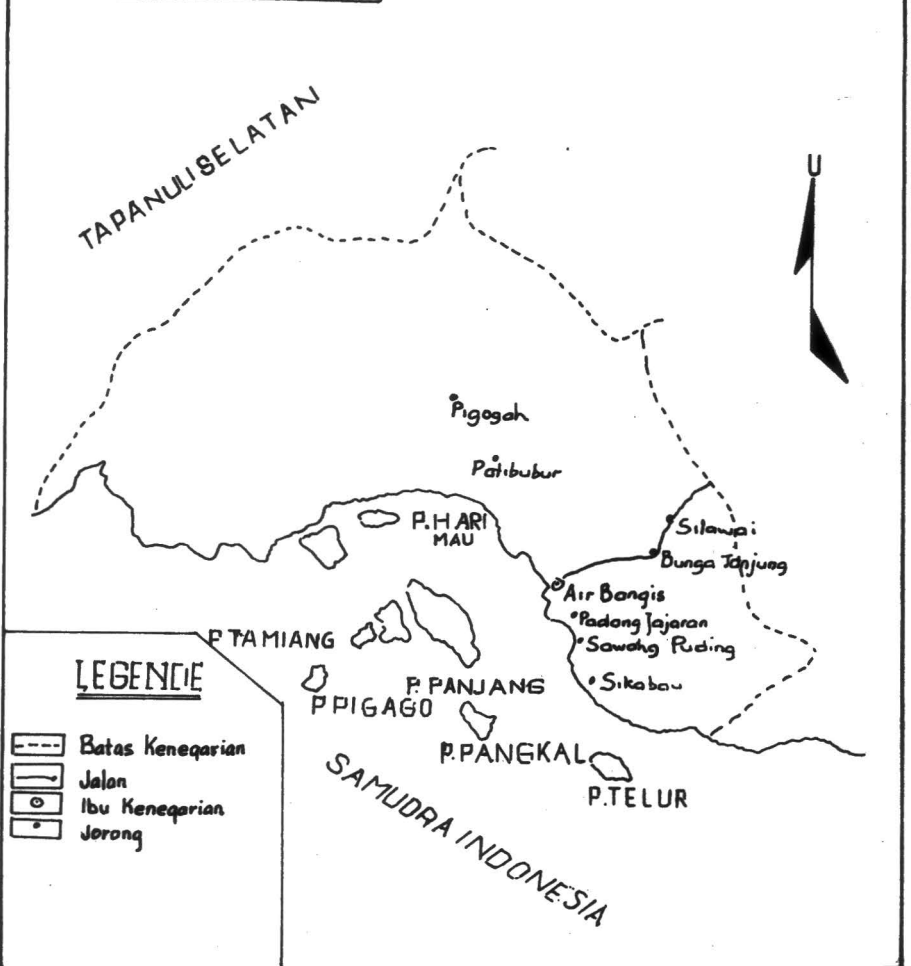 TAPANULI SELATAN
U
Pigogah
Patibubur
P.HARI
MAU
Silawai
Bunga Tanjung
Air Bangis
Padang Jajaran
Sawang Puding
Sikabau
P TAMIANG
P. PANJANG
P PIGAGO
P.PANGKAL
P.TELUR
SAMUDRA INDONESIA
LEGENDE
Batas Kenegarian
Jalan
Ibu Kenegarian
Jorong